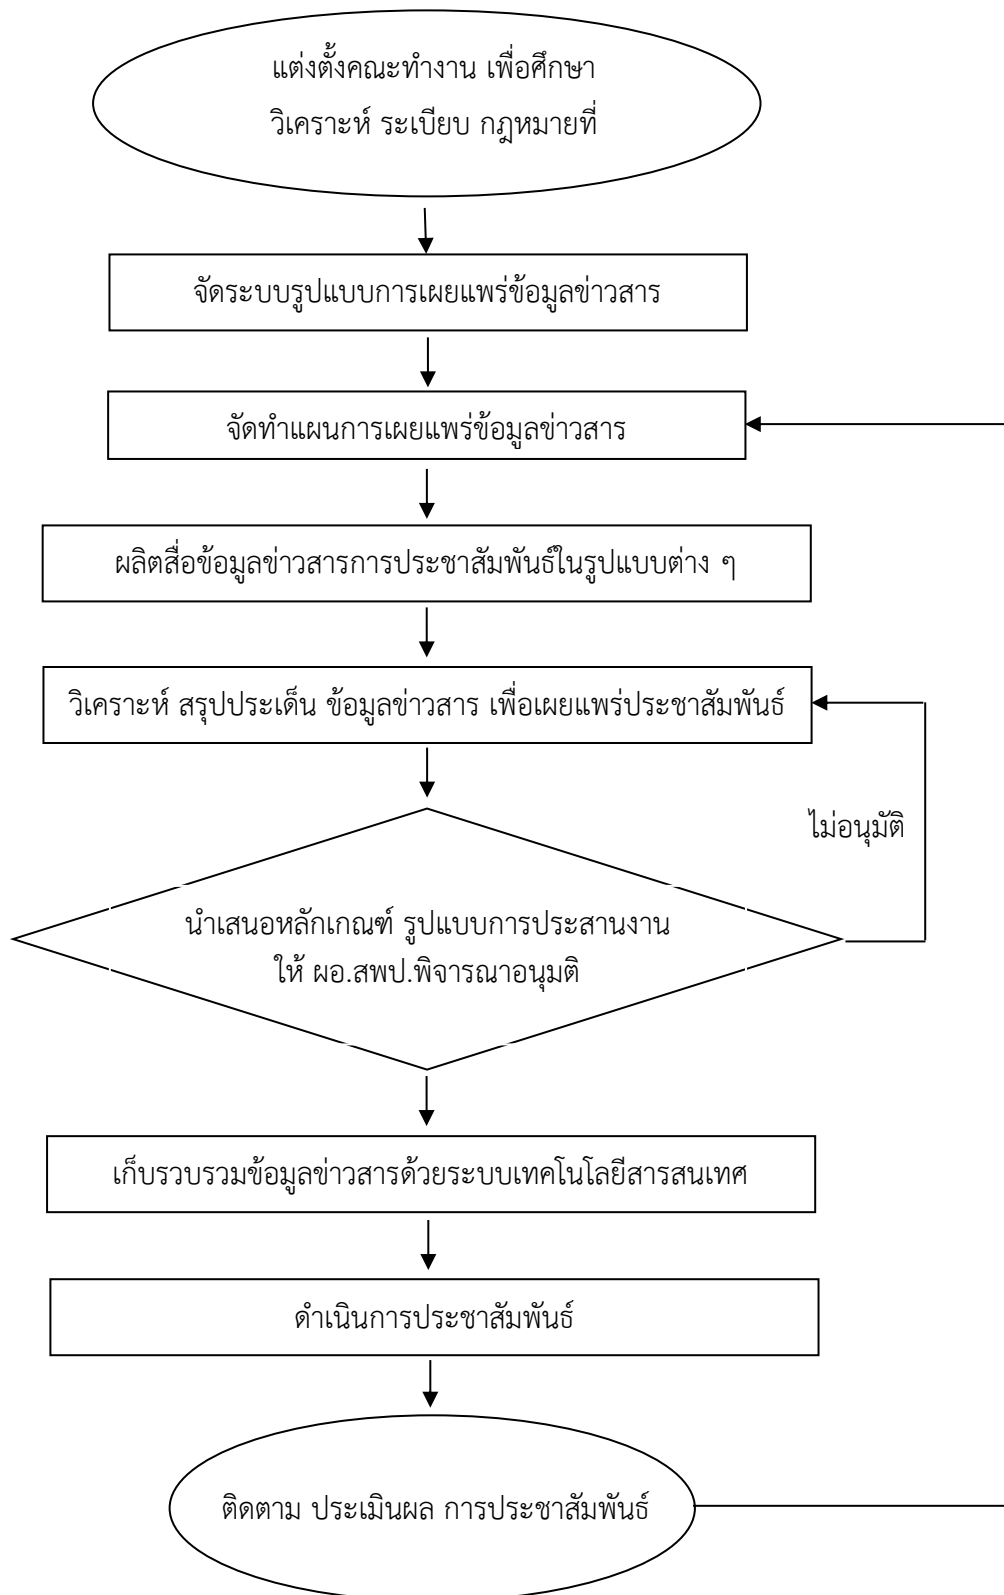 แต่งตั้งคณะทำงาน เพื่อศึกษา
วิเคราะห์ ระเบียบ กฎหมายที่
จัดระบบรูปแบบการเผยแพร่ข้อมูลข่าวสาร
จัดทำแผนการเผยแพร่ข้อมูลข่าวสาร
ผลิตสื่อข้อมูลข่าวสารการประชาสัมพันธ์ในรูปแบบต่าง ๆ
วิเคราะห์ สรุปประเด็น ข้อมูลข่าวสาร เพื่อเผยแพร่ประชาสัมพันธ์
ไม่อนุมัติ
นำเสนอหลักเกณฑ์ รูปแบบการประสานงาน
ให้ ผอ.สพป.พิจารณาอนุมติ
เก็บรวบรวมข้อมูลข่าวสารด้วยระบบเทคโนโลยีสารสนเทศ
ดำเนินการประชาสัมพันธ์
ติดตาม ประเมินผล การประชาสัมพันธ์